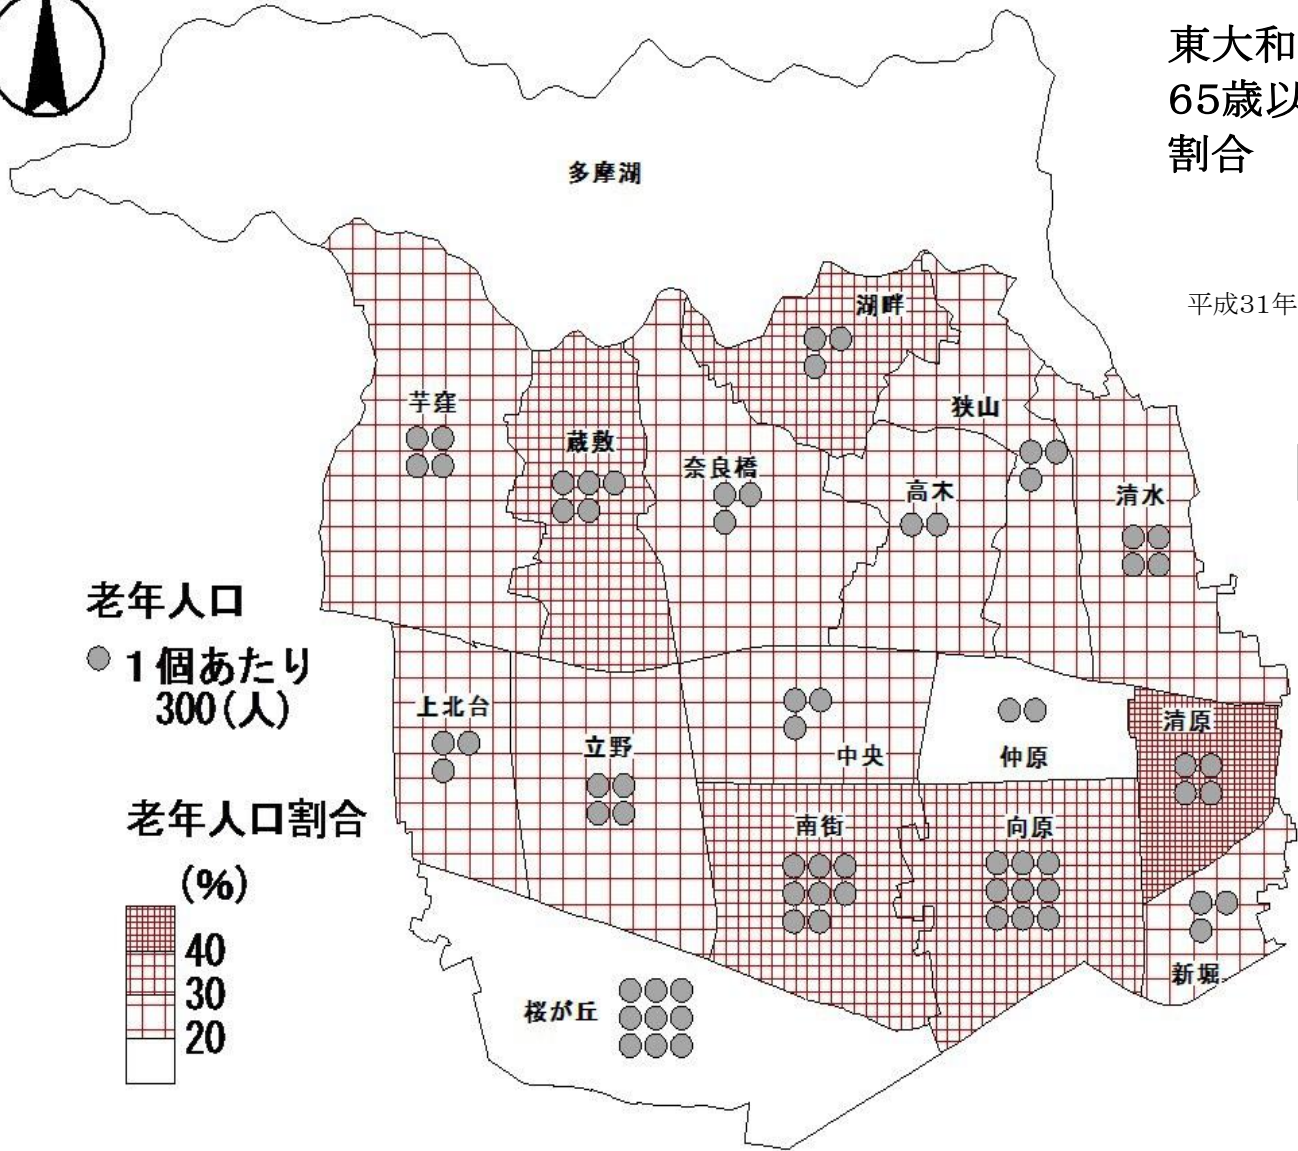 東大和
65歳以
割合
平成31年
多摩湖
湖畔
芋窪
蔵敷
奈良橋
狭山
高木
清水
老年人口
1個あたり
300(人)
上北台
立野
中央
仲原
清原
南街
向原
新堀
桜が丘
老年人口割合
(%)
40
30
20